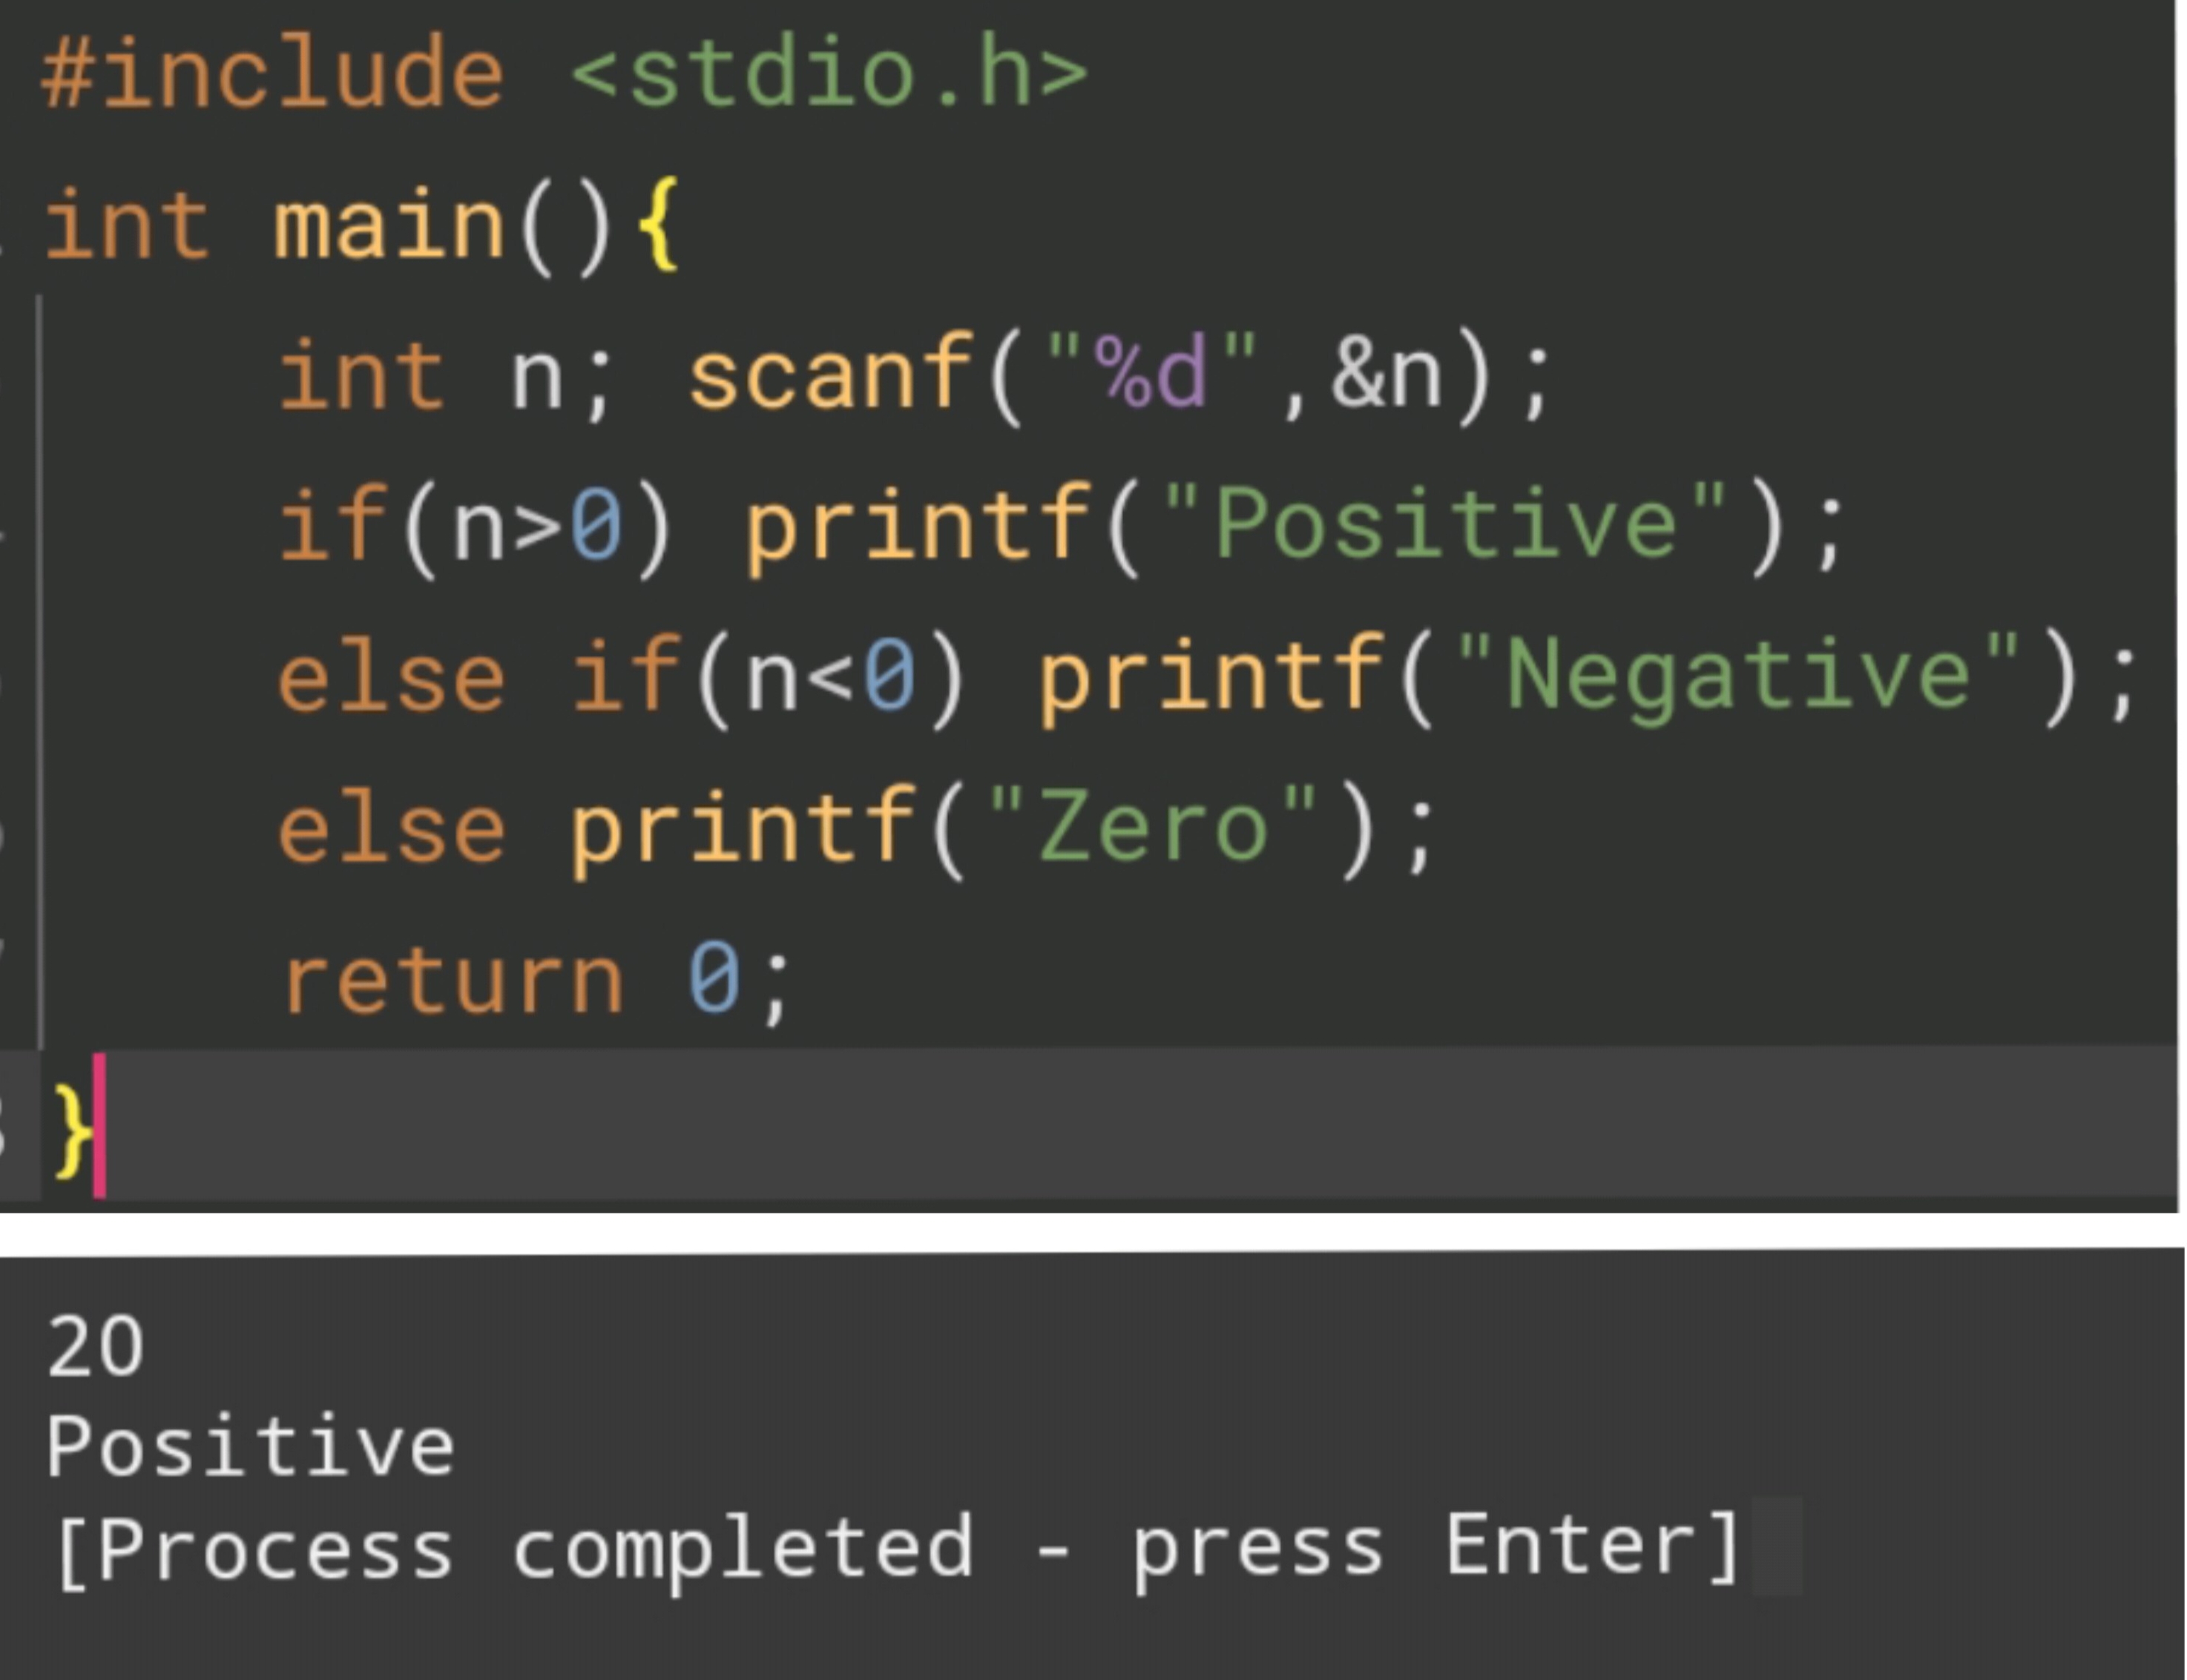 #include <stdio.h>
int main(){
int n; scanf("%d",&n);
if(n>0) printf("Positive");
else if(n<0) printf("Negative");
else printf("Zero");
return 0;
}
20
Positive
[Process completed - press Enter]